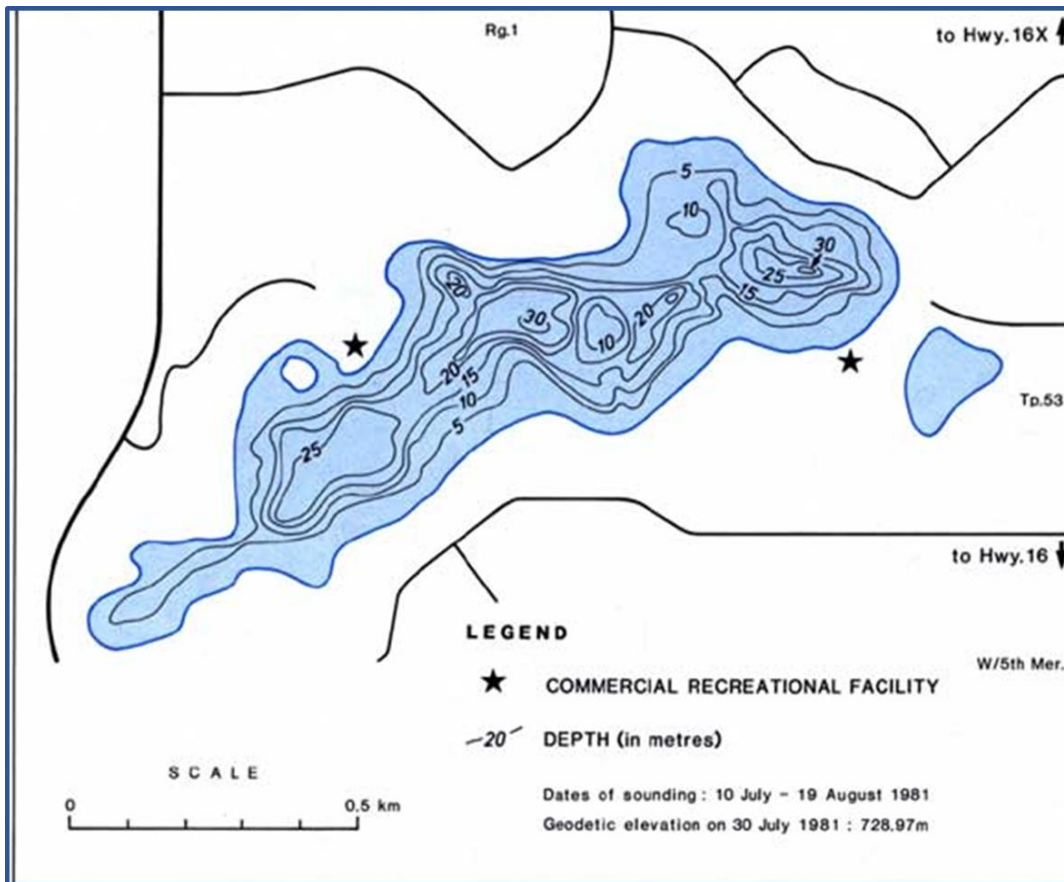 Rg.1
to Hwy.16X
5
10
30
25
15
20
30
20
10
20
15
10
5
25
Tp.53
to Hwy.16
LEGEND
W/5th Mer.
COMMERCIAL RECREATIONAL FACILITY
20 DEPTH (in metres)
SCALE
0 0.5 km
Dates of sounding : 10 July - 19 August 1981
Geodetic elevation on 30 July 1981 : 728.97m